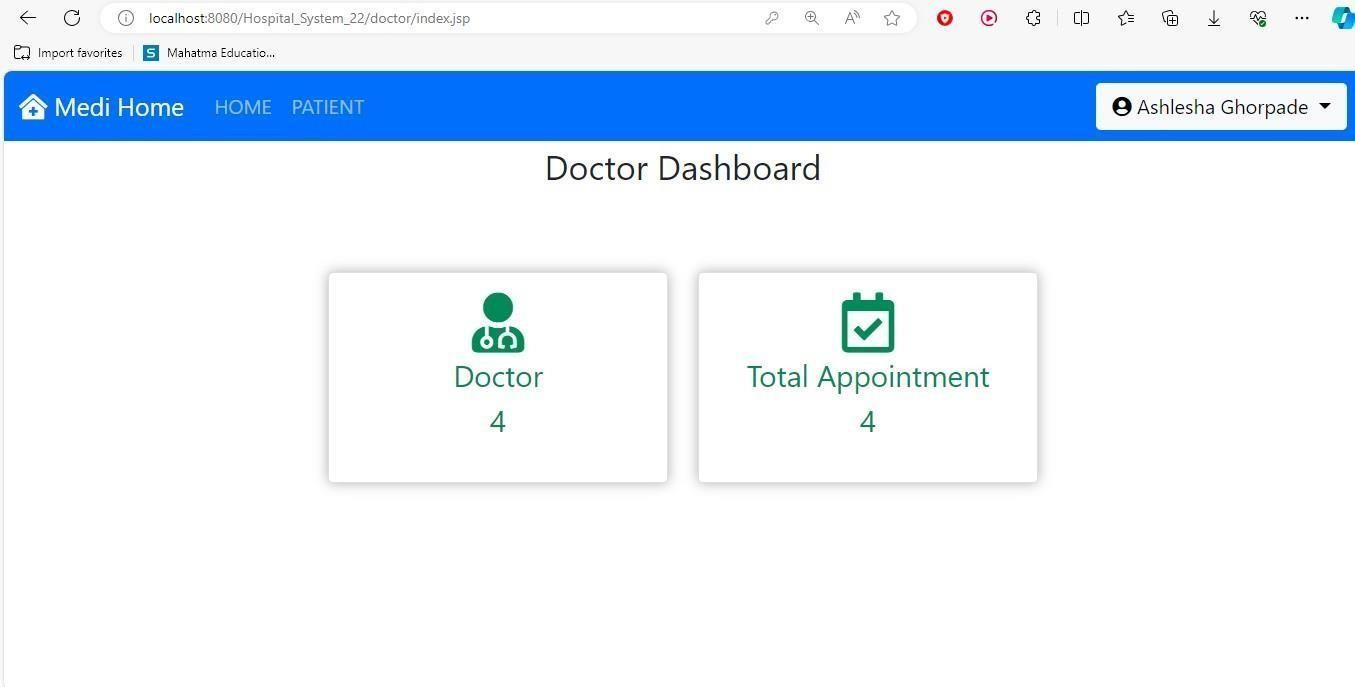 localhost:8080/Hospital_System_22/doctor/index.jsp
Import favorites S Mahatma Educatio...
Medi Home HOME PATIENT Ashlesha Ghorpade
Doctor Dashboard
Doctor
4
Total Appointment
4